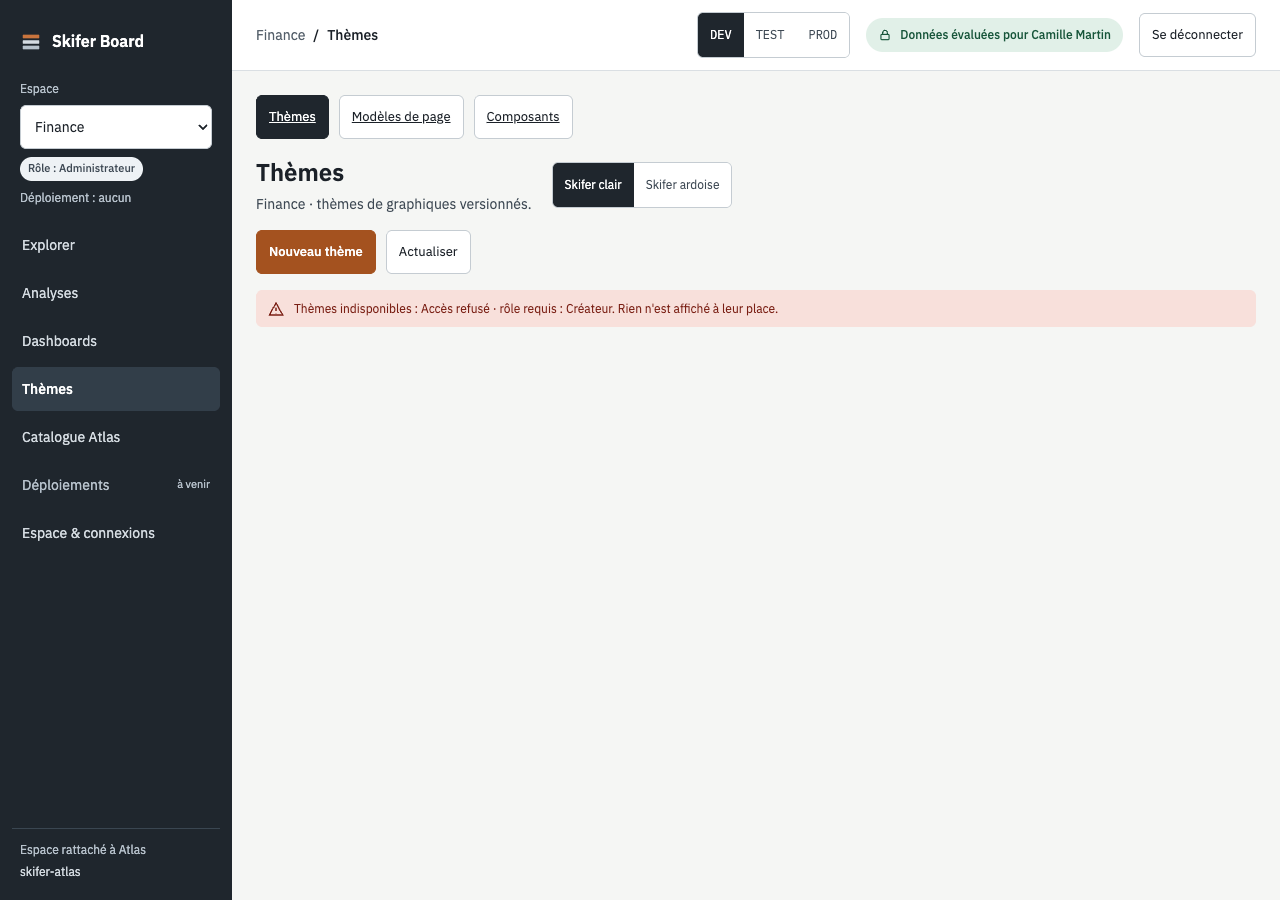 Skifer Board
Espace
Finance
Rôle : Administrateur
Déploiement : aucun
Explorer
Analyses
Dashboards
Thèmes
Catalogue Atlas
Déploiements à venir
Espace & connexions
Espace rattaché à Atlas
skifer-atlas
Finance / Thèmes
DEV TEST PROD
Données évaluées pour Camille Martin
Se déconnecter
Thèmes Modèles de page Composants
Thèmes
Finance · thèmes de graphiques versionnés.
Skifer clair Skifer ardoise
Nouveau thème Actualiser
Thèmes indisponibles : Accès refusé · rôle requis : Créateur. Rien n'est affiché à leur place.